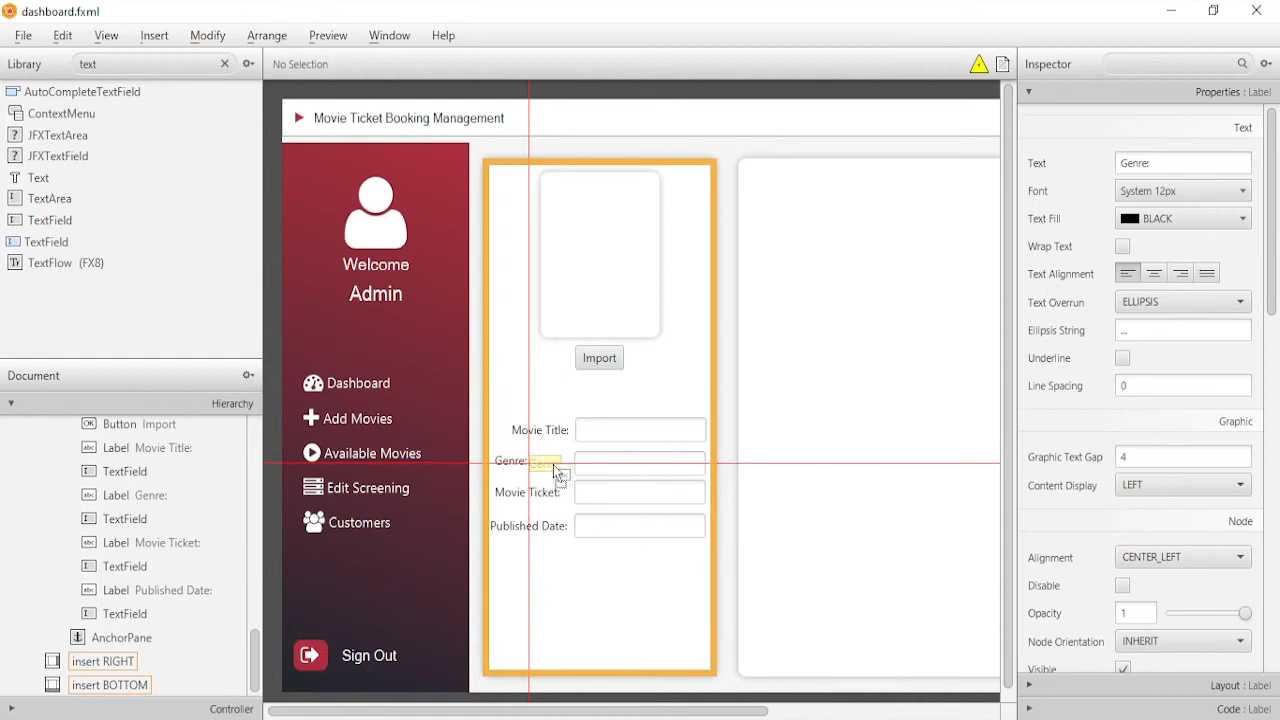 dashboard.fxml
File Edit View Insert Modify Arrange Preview Window Help
Library text
No Selection
Inspector
AutoCompleteTextField
ContextMenu
JFXTextArea
JFXTextField
Text
TextArea
TextField
TextField
TextFlow (FX8)
Document
Hierarchy
Button Import
Label Movie Title:
TextField
Label Genre:
TextField
Label Movie Ticket:
TextField
Label Published Date:
TextField
AnchorPane
insert RIGHT
insert BOTTOM
Controller
Movie Ticket Booking Management
Welcome
Admin
Dashboard
Add Movies
Available Movies
Edit Screening
Customers
Sign Out
Import
Movie Title:
Genre:
Movie Ticket:
Published Date:
Properties : Label
Text
Text Genre:
Font System 12px
Text Fill BLACK
Wrap Text
Text Alignment
Text Overrun ELLIPSIS
Ellipsis String ...
Underline
Line Spacing 0
Graphic
Graphic Text Gap 4
Content Display LEFT
Node
Alignment CENTER_LEFT
Disable
Opacity 1
Node Orientation INHERIT
Visible
Layout : Label
Code : Label